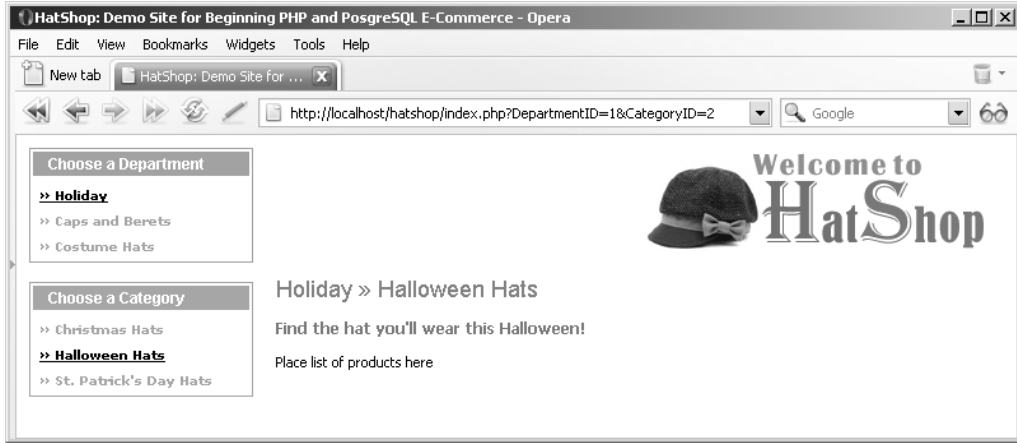 HatShop: Demo Site for Beginning PHP and PosgreSQL E-Commerce - Opera
File Edit View Bookmarks Widgets Tools Help
New tab HatShop: Demo Site for ...
http://localhost/hatshop/index.php?DepartmentID=1&CategoryID=2 Google
Choose a Department
» Holiday
» Caps and Berets
» Costume Hats
Welcome to
HatShop
Choose a Category
» Christmas Hats
» Halloween Hats
» St. Patrick's Day Hats
Holiday » Halloween Hats
Find the hat you'll wear this Halloween!
Place list of products here